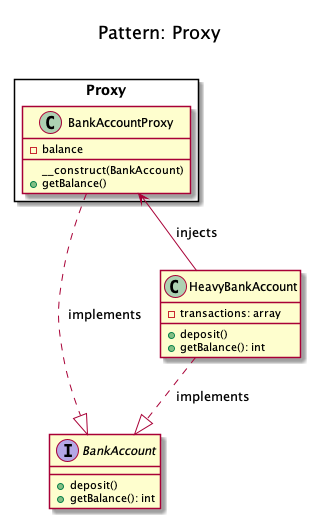 Pattern: Proxy
Proxy
C BankAccountProxy
balance
__construct(BankAccount)
getBalance()
injects
C HeavyBankAccount
transactions: array
deposit()
getBalance(): int
implements
implements
I BankAccount
deposit()
getBalance(): int